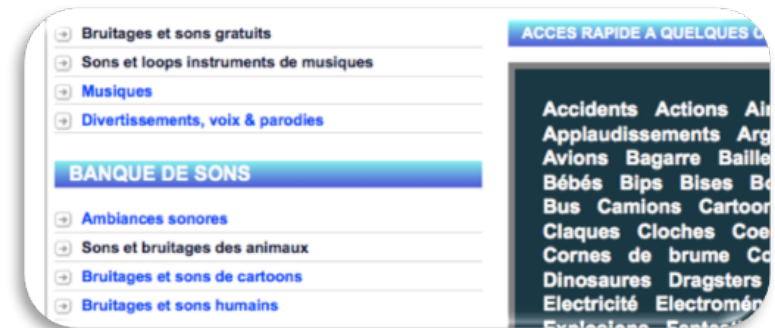 Bruitages et sons gratuits
Sons et loops instruments de musiques
Musiques
Divertissements, voix & parodies
BANQUE DE SONS
Ambiances sonores
Sons et bruitages des animaux
Bruitages et sons de cartoons
Bruitages et sons humains
ACCES RAPIDE A QUELQUES
Accidents Actions
Applaudissements
Avions Bagarre
Bébés Bips Bises
Bus Camions
Claques Cloches
Cornes de brume
Dinosaures Dragsters
Electricité